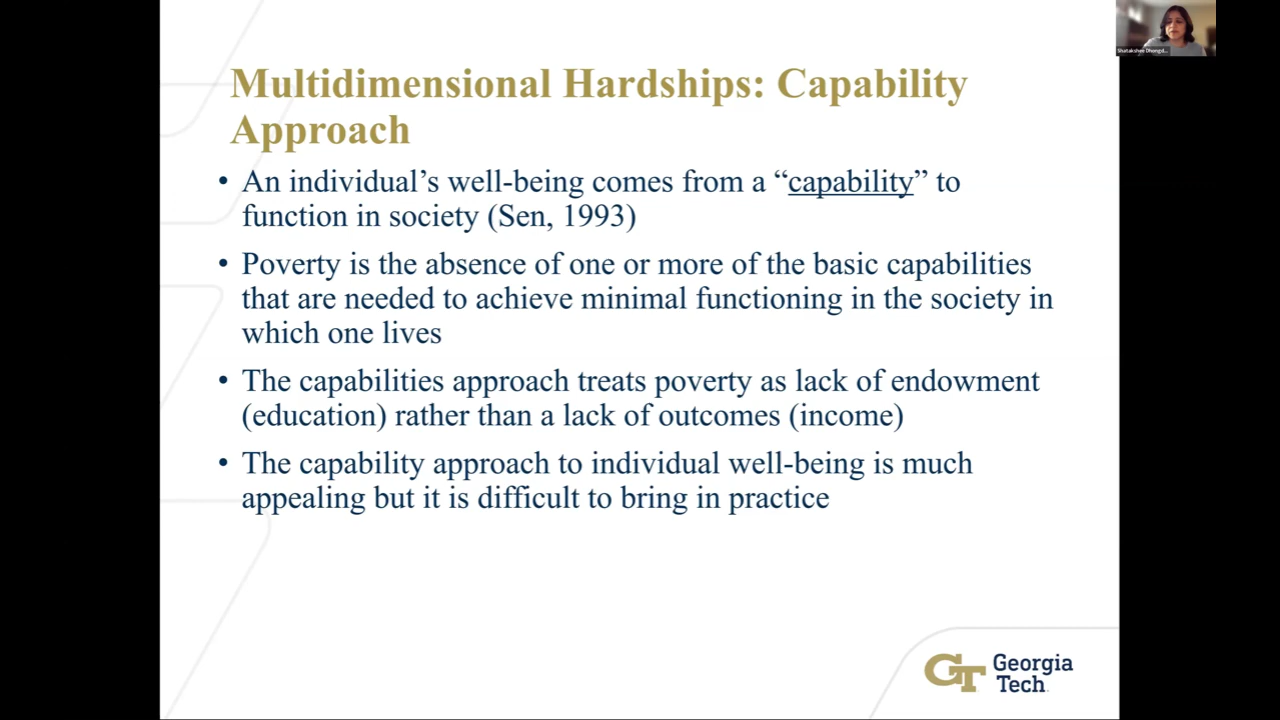 Shatakshee Dhongd...
Multidimensional Hardships: Capability
Approach
• An individual’s well-being comes from a “capability” to
function in society (Sen, 1993)
• Poverty is the absence of one or more of the basic capabilities
that are needed to achieve minimal functioning in the society in
which one lives
• The capabilities approach treats poverty as lack of endowment
(education) rather than a lack of outcomes (income)
• The capability approach to individual well-being is much
appealing but it is difficult to bring in practice
GT Georgia
Tech